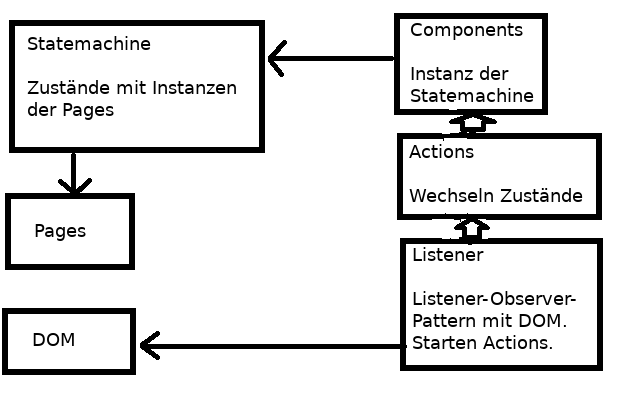 Statemachine
Zustände mit Instanzen
der Pages
Components
Instanz der
Statemachine
Actions
Wechseln Zustände
Pages
Listener
Listener-Observer-
Pattern mit DOM.
Starten Actions.
DOM